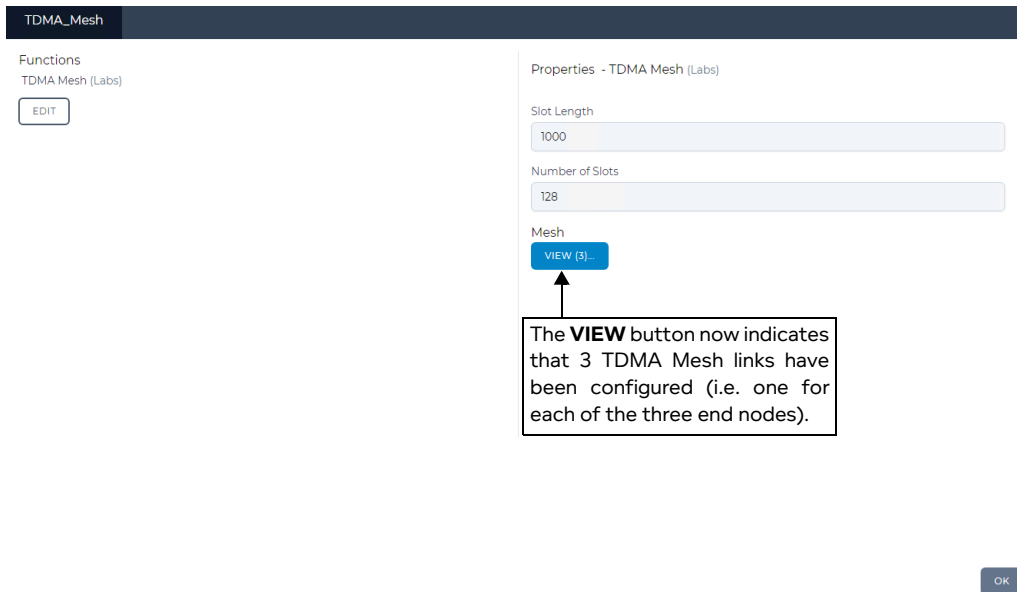 TDMA_Mesh
Functions
TDMA Mesh (Labs)
EDIT
Properties - TDMA Mesh (Labs)
Slot Length
1000
Number of Slots
128
Mesh
VIEW (3)...
The VIEW button now indicates
that 3 TDMA Mesh links have
been configured (i.e. one for
each of the three end nodes).
OK